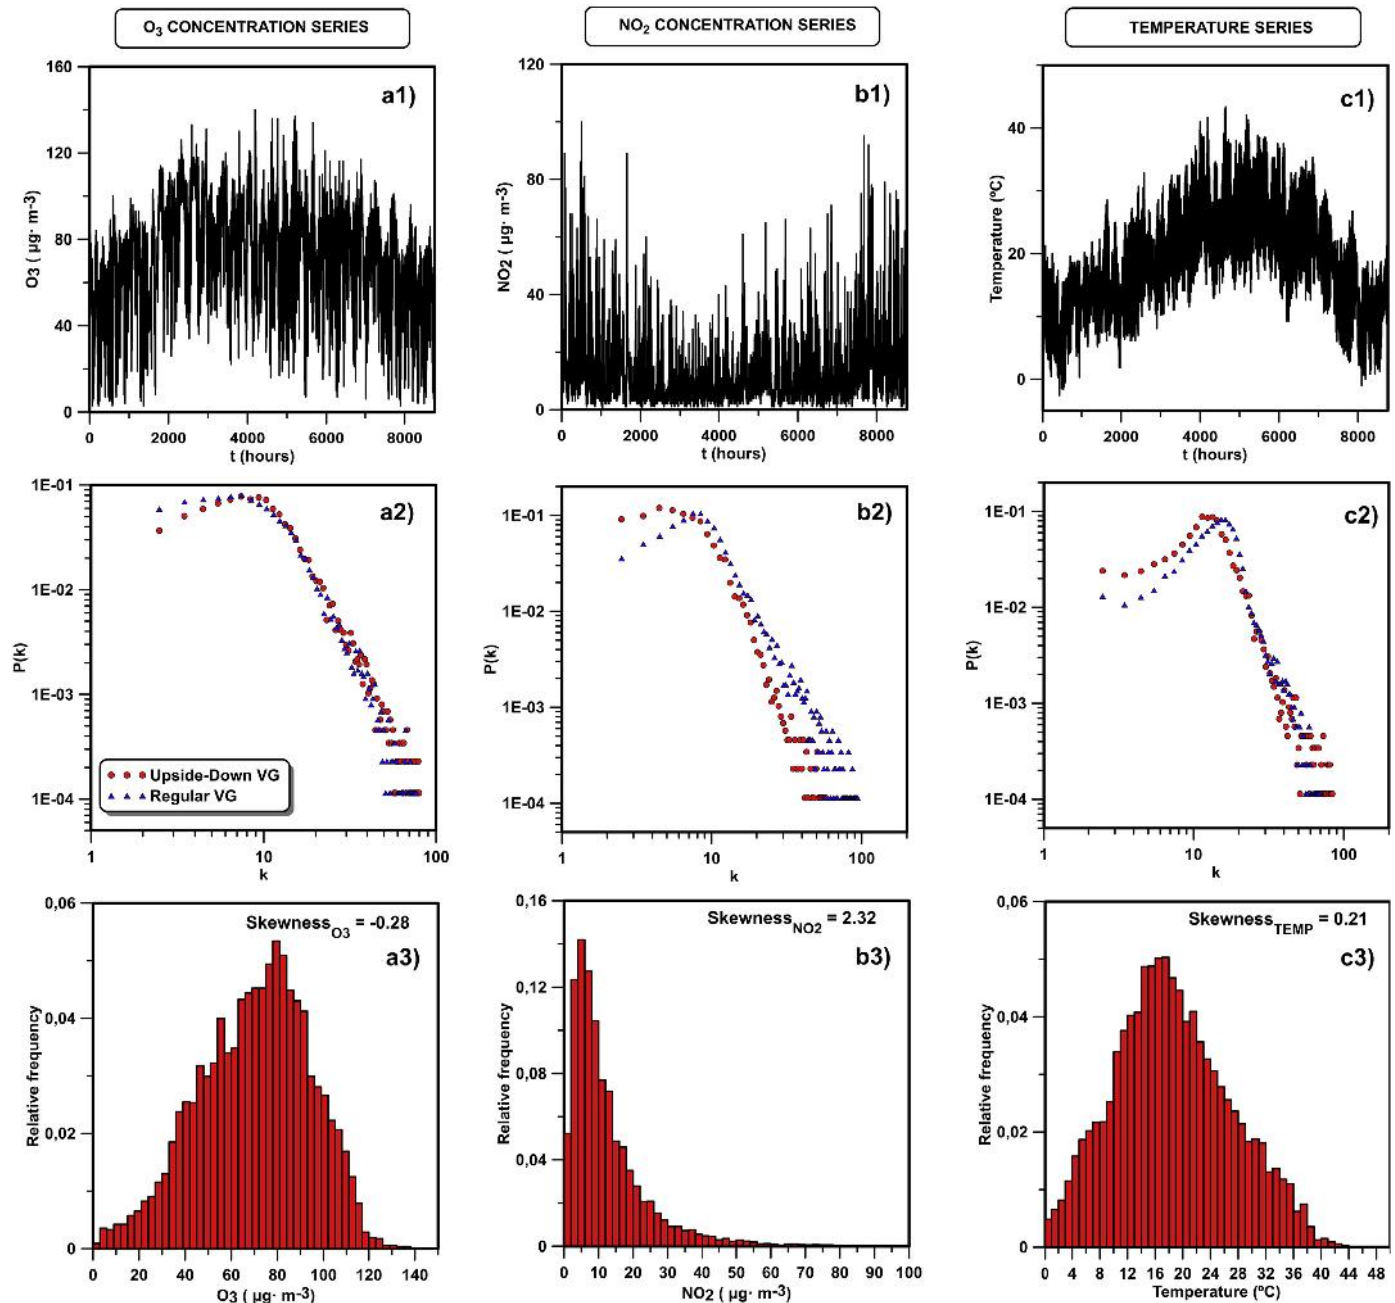 O3 CONCENTRATION SERIES
NO2 CONCENTRATION SERIES
TEMPERATURE SERIES
a1)
160
120
80
40
0
O3 ( µg· m-3)
0 2000 4000 6000 8000
t (hours)
b1)
120
80
40
0
NO2 ( µg· m-3)
0 2000 4000 6000 8000
t (hours)
c1)
40
20
0
Temperature (ºC)
0 2000 4000 6000 8000
t (hours)
a2)
1E-01
1E-02
1E-03
1E-04
P(k)
Upside-Down VG
Regular VG
1 10 100
k
b2)
1E-01
1E-02
1E-03
1E-04
P(k)
1 10 100
k
c2)
1E-01
1E-02
1E-03
1E-04
P(k)
1 10 100
k
Skewness O3 = -0.28
a3)
0,06
0,04
0,02
0
Relative frequency
0 20 40 60 80 100 120 140
O3 ( µg· m-3)
Skewness NO2 = 2.32
b3)
0,16
0,12
0,08
0,04
0
Relative frequency
0 10 20 30 40 50 60 70 80 90 100
NO2 ( µg· m-3)
Skewness TEMP = 0.21
c3)
0,06
0,04
0,02
0
Relative frequency
0 4 8 12 16 20 24 28 32 36 40 44 48
Temperature (ºC)